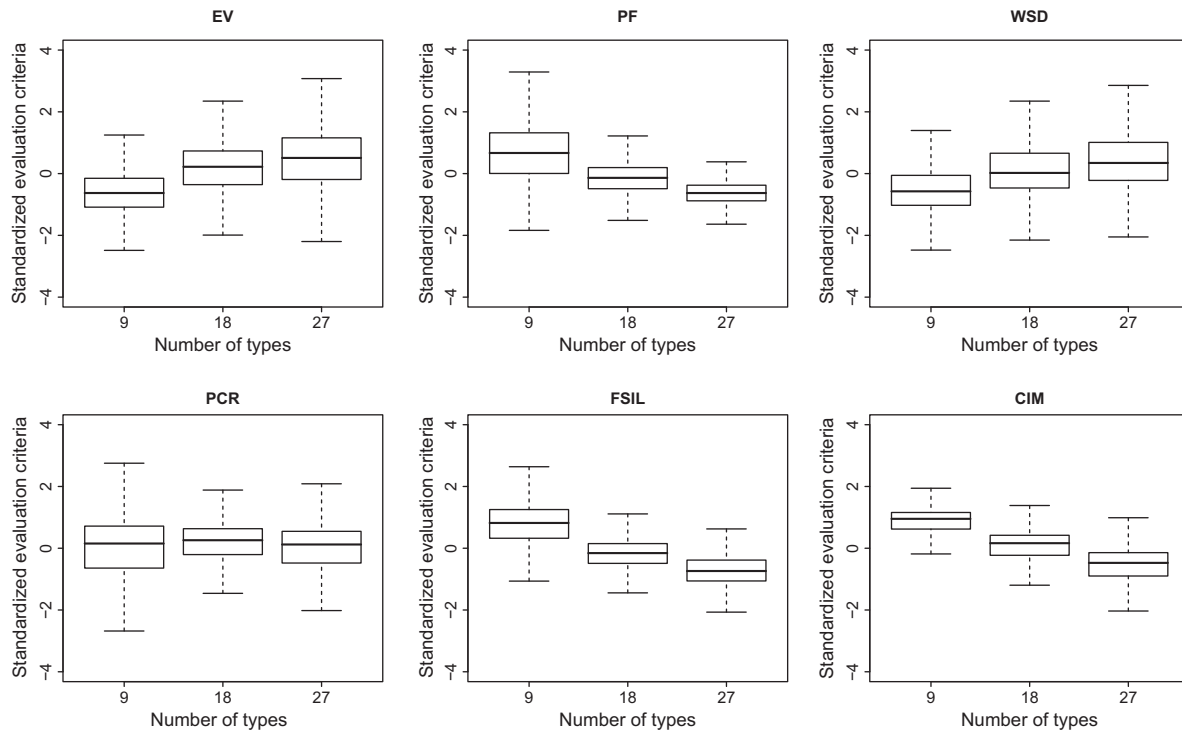 EV
PF
WSD
Standardized evaluation criteria
4
2
0
−2
−4
9
18
27
Number of types
Standardized evaluation criteria
4
2
0
−2
−4
9
18
27
Number of types
Standardized evaluation criteria
4
2
0
−2
−4
9
18
27
Number of types
PCR
FSIL
CIM
Standardized evaluation criteria
4
2
0
−2
−4
9
18
27
Number of types
Standardized evaluation criteria
4
2
0
−2
−4
9
18
27
Number of types
Standardized evaluation criteria
4
2
0
−2
−4
9
18
27
Number of types